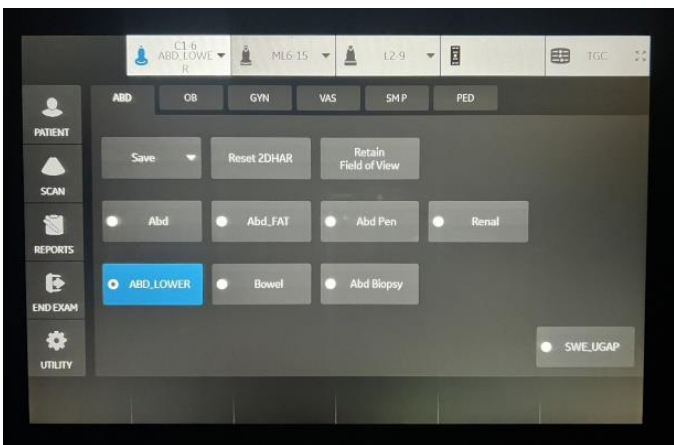 C1-6
ABD_LOWE
R
ML6-15
L2-9
TGC
ABD
OB
GYN
VAS
SM P
PED
PATIENT
Save
Reset 2DHAR
Retain
Field of View
SCAN
Abd
Abd_FAT
Abd Pen
Renal
REPORTS
ABD_LOWER
Bowel
Abd Biopsy
END EXAM
SWE_UGAP
UTILITY